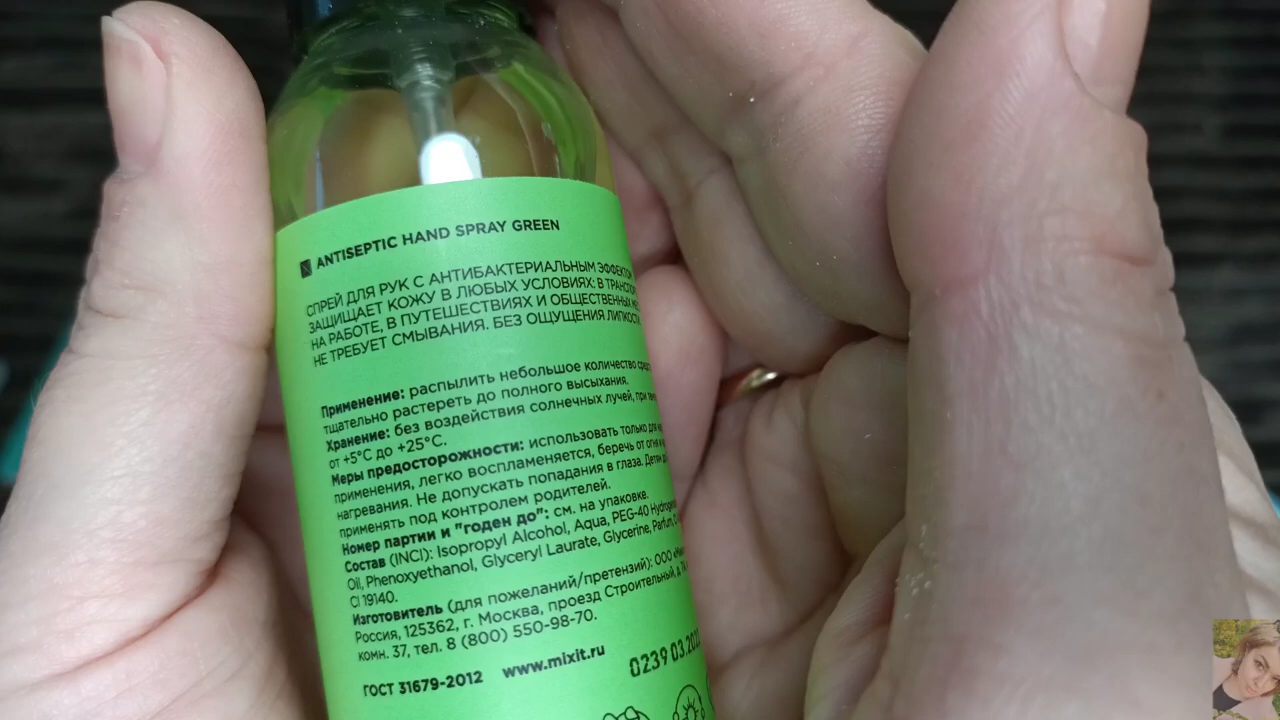 ANTISEPTIC HAND SPRAY GREEN
СПРЕЙ ДЛЯ РУК С АНТИБАКТЕРИАЛЬНЫМ ЭФФЕКТОМ
ЗАЩИЩАЕТ КОЖУ В ЛЮБЫХ УСЛОВИЯХ: В ТРАНСПОР
НА РАБОТЕ, В ПУТЕШЕСТВИЯХ И ОБЩЕСТВЕННЫХ
НЕ ТРЕБУЕТ СМЫВАНИЯ. БЕЗ ОЩУЩЕНИЯ ЛИПКОС
Применение: распылить небольшое количество
тщательно растереть до полного высыхания.
Хранение: без воздействия солнечных лучей, при
от +5°C до +25°C.
Меры предосторожности: использовать только для
применения, легко воспламеняется, беречь от огня и
нагревания. Не допускать попадания в глаза. Детям
применять под контролем родителей.
Номер партии и "годен до": см. на упаковке.
Состав (INCI): Isopropyl Alcohol, Aqua, PEG-40 Hydrogen
Oil, Phenoxyethanol, Glyceryl Laurate, Glycerine, Parfum,
CI 19140.
Изготовитель (для пожеланий/претензий): ООО
Россия, 125362, г. Москва, проезд Строительный, д.
комн. 37, тел. 8 (800) 550-98-70.
ГОСТ 31679-2012 www.mixit.ru
0239 03.202